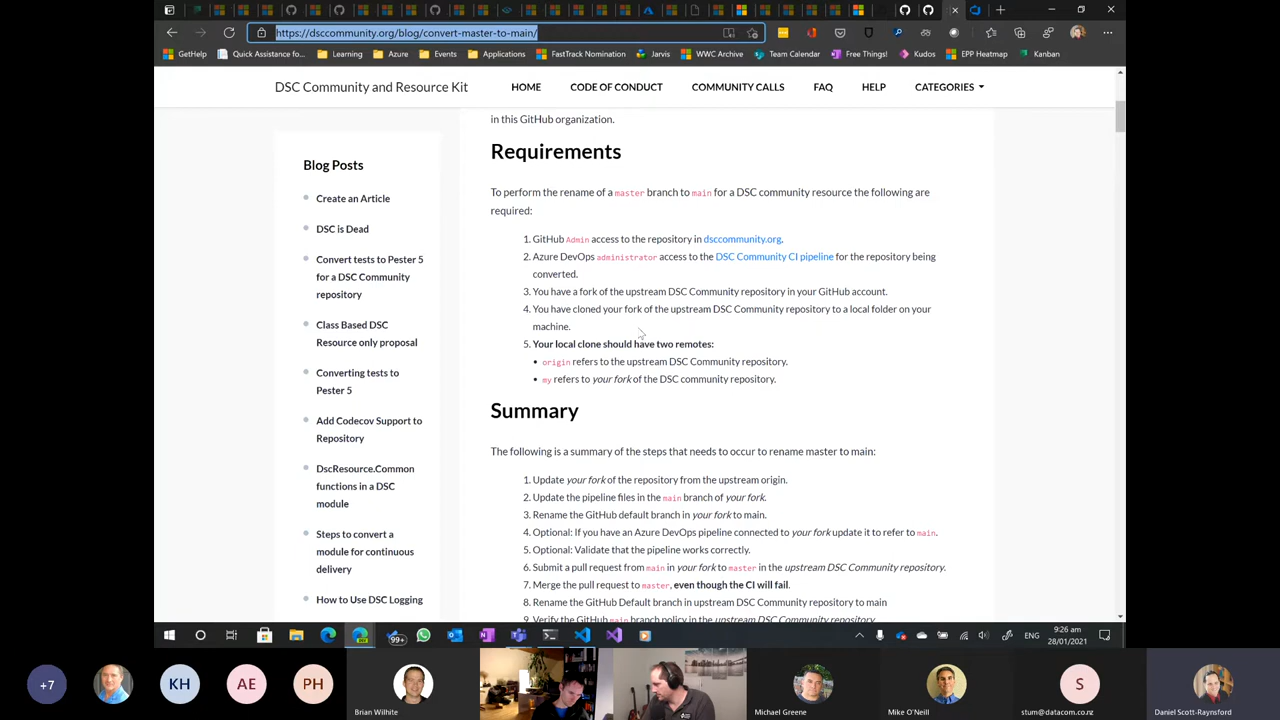 https://dsccommunity.org/blog/convert-master-to-main/
GetHelp
Quick Assistance fo...
Learning
Azure
Events
Applications
FastTrack Nomination
Jarvis
WWC Archive
Team Calendar
Free Things!
Kudos
EPP Heatmap
Kanban
DSC Community and Resource Kit
HOME
CODE OF CONDUCT
COMMUNITY CALLS
FAQ
HELP
CATEGORIES
Blog Posts
Create an Article
DSC is Dead
Convert tests to Pester 5
for a DSC Community
repository
Class Based DSC
Resource only proposal
Converting tests to
Pester 5
Add Codecov Support to
Repository
DscResource.Common
functions in a DSC
module
Steps to convert a
module for continuous
delivery
How to Use DSC Logging
in this GitHub organization.
Requirements
To perform the rename of a master branch to main for a DSC community resource the following are
required:
1. GitHub Admin access to the repository in dsccommunity.org.
2. Azure DevOps administrator access to the DSC Community CI pipeline for the repository being
converted.
3. You have a fork of the upstream DSC Community repository in your GitHub account.
4. You have cloned your fork of the upstream DSC Community repository to a local folder on your
machine.
5. Your local clone should have two remotes:
• origin refers to the upstream DSC Community repository.
• my refers to your fork of the DSC community repository.
Summary
The following is a summary of the steps that needs to occur to rename master to main:
1. Update your fork of the repository from the upstream origin.
2. Update the pipeline files in the main branch of your fork.
3. Rename the GitHub default branch in your fork to main.
4. Optional: If you have an Azure DevOps pipeline connected to your fork update it to refer to main.
5. Optional: Validate that the pipeline works correctly.
6. Submit a pull request from main in your fork to master in the upstream DSC Community repository.
7. Merge the pull request to master, even though the CI will fail.
8. Rename the GitHub Default branch in upstream DSC Community repository to main
9. Verify the GitHub main branch policy in the upstream DSC Community repository.
99+
ENG
9:26 am
28/01/2021
+7
KH
AE
PH
Brian Wilhite
Michael Greene
Mike O'Neill
S
stum@datacom.co.nz
Daniel Scott-Raynsford